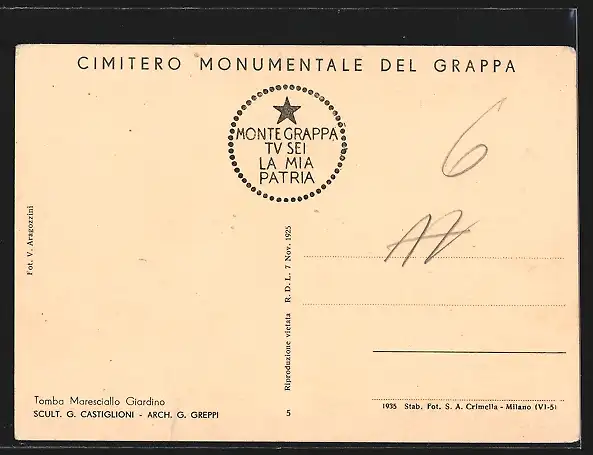 CIMITERO MONUMENTALE DEL GRAPPA
MONTE GRAPPA
TV SEI
LA MIA
PATRIA
6
Fot. V. Aragozzini
Riproduzione vietata R. D. L. 7 Nov. 1925
Tomba Maresciallo Giardino
SCULT. G. CASTIGLIONI - ARCH. G. GREPPI
5
1935 Stab. Fot. S. A. Crimella - Milano (VI-5)